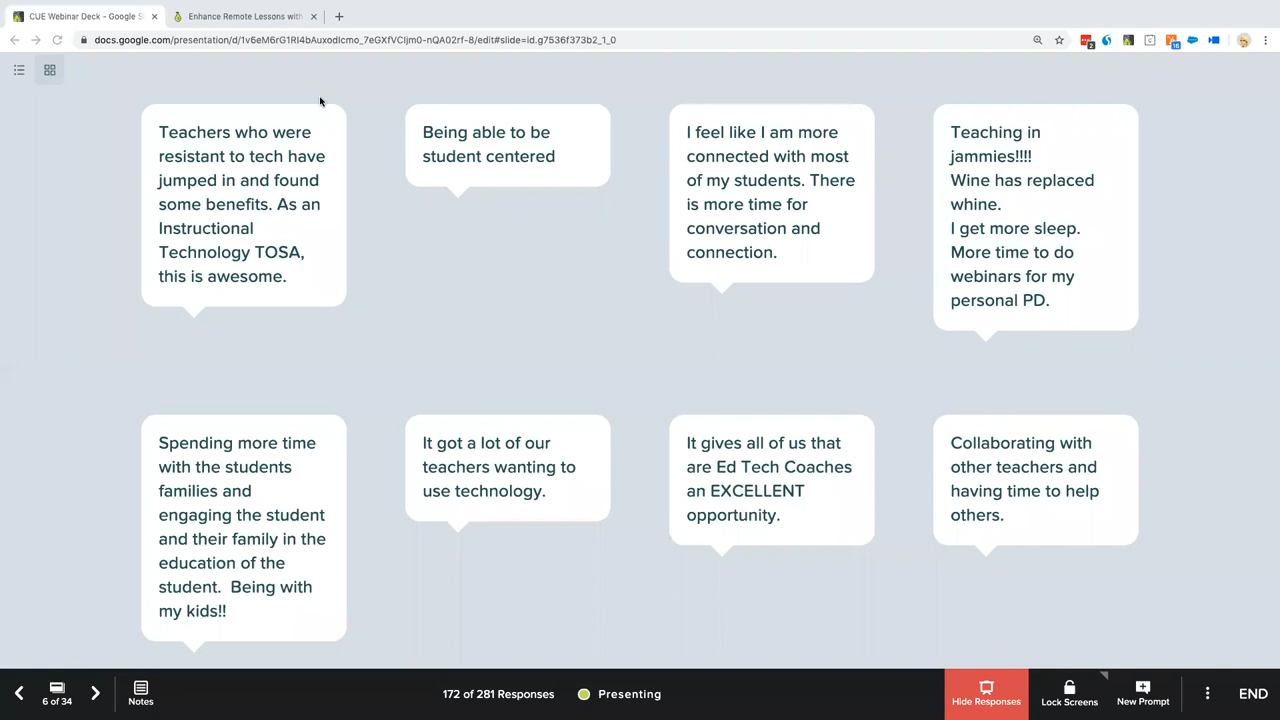 CUE Webinar Deck - Google Sl
Enhance Remote Lessons with
docs.google.com/presentation/d/1v6eM6rG1RI4bAuxodIcmo_7eGXfVCIjm0-nQA02rf-8/edit#slide=id.g7536f373b2_1_0
2
16
Teachers who were
resistant to tech have
jumped in and found
some benefits. As an
Instructional
Technology TOSA,
this is awesome.
Being able to be
student centered
I feel like I am more
connected with most
of my students. There
is more time for
conversation and
connection.
Teaching in
jammies!!!!
Wine has replaced
whine.
I get more sleep.
More time to do
webinars for my
personal PD.
Spending more time
with the students
families and
engaging the student
and their family in the
education of the
student.  Being with
my kids!!
It got a lot of our
teachers wanting to
use technology.
It gives all of us that
are Ed Tech Coaches
an EXCELLENT
opportunity.
Collaborating with
other teachers and
having time to help
others.
6 of 34
Notes
172 of 281 Responses
Presenting
Hide Responses
Lock Screens
New Prompt
END